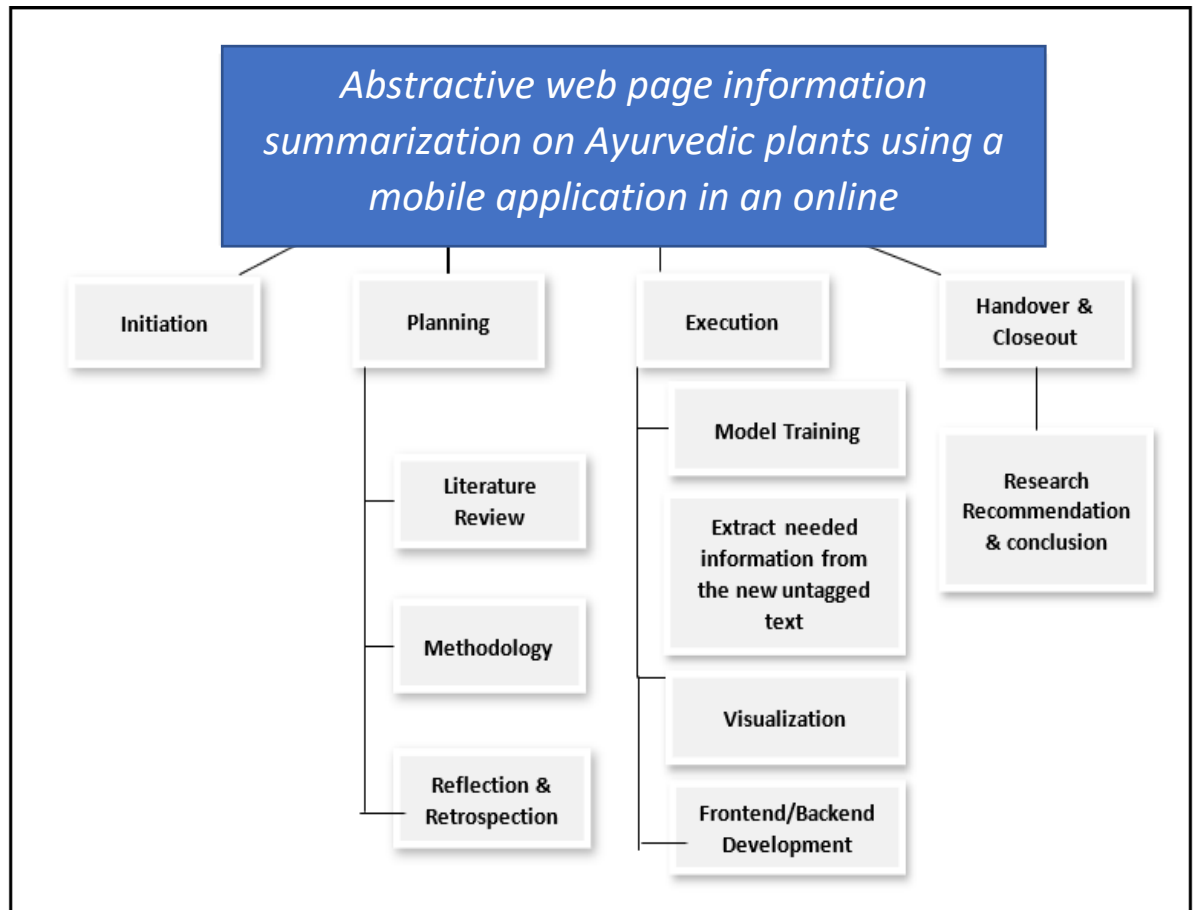 Abstractive web page information
summarization on Ayurvedic plants using a
mobile application in an online
Initiation
Planning
Literature
Review
Methodology
Reflection &
Retrospection
Execution
Model Training
Extract needed
information from
the new untagged
text
Visualization
Frontend/Backend
Development
Handover &
Closeout
Research
Recommendation
& conclusion